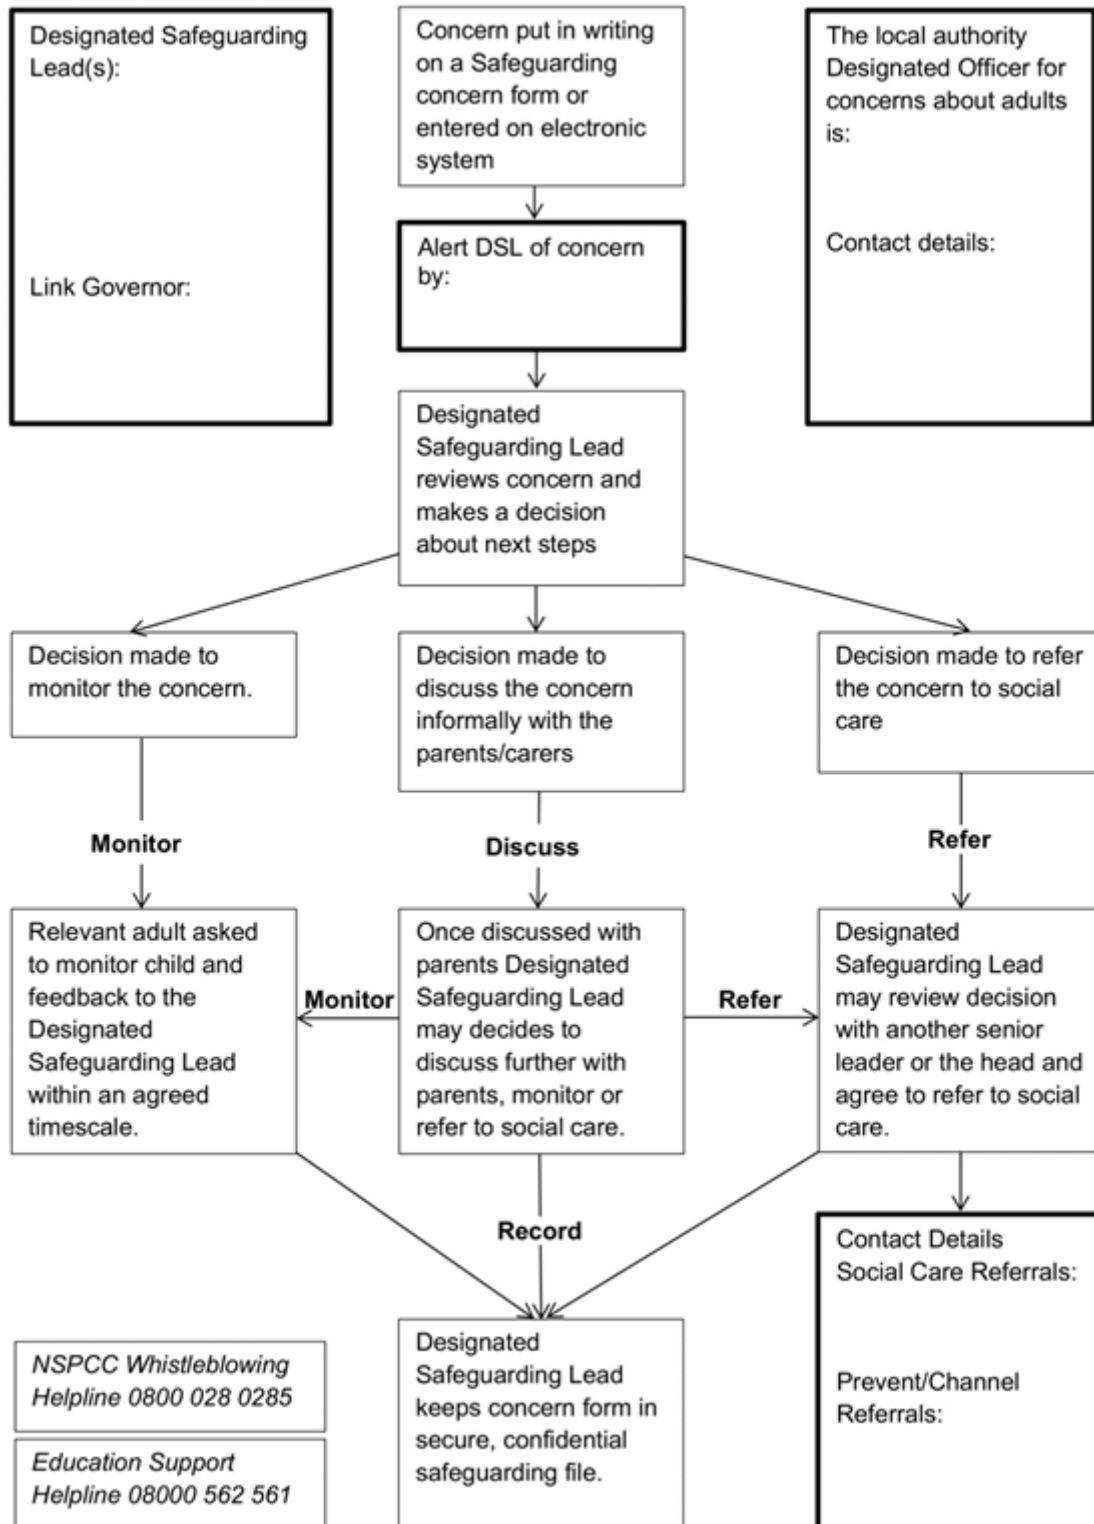 Designated Safeguarding
Lead(s):
Link Governor:
Concern put in writing
on a Safeguarding
concern form or
entered on electronic
system
The local authority
Designated Officer for
concerns about adults
is:
Contact details:
Alert DSL of concern
by:
Designated
Safeguarding Lead
reviews concern and
makes a decision
about next steps
Decision made to
monitor the concern.
Decision made to
discuss the concern
informally with the
parents/carers
Decision made to refer
the concern to social
care
Monitor
Discuss
Refer
Relevant adult asked
to monitor child and
feedback to the
Designated
Safeguarding Lead
within an agreed
timescale.
Monitor
Once discussed with
parents Designated
Safeguarding Lead
may decides to
discuss further with
parents, monitor or
refer to social care.
Refer
Designated
Safeguarding Lead
may review decision
with another senior
leader or the head and
agree to refer to social
care.
Record
Contact Details
Social Care Referrals:
Prevent/Channel
Referrals:
Designated
Safeguarding Lead
keeps concern form in
secure, confidential
safeguarding file.
NSPCC Whistleblowing
Helpline 0800 028 0285
Education Support
Helpline 08000 562 561